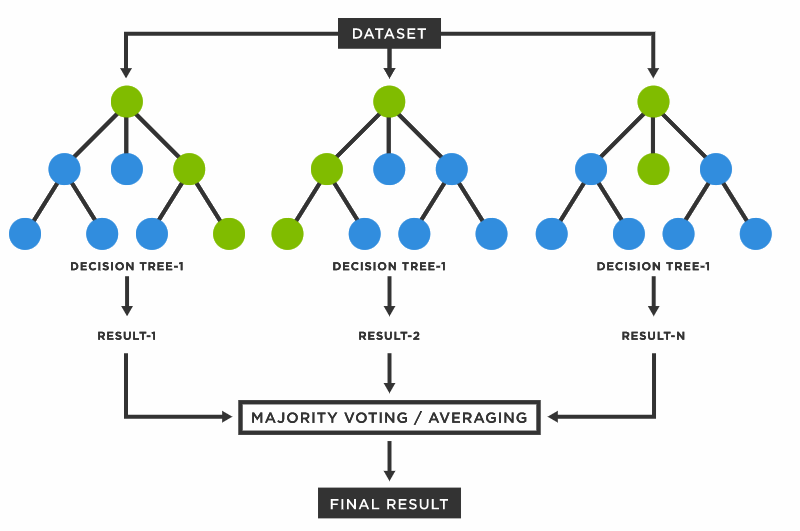 DATASET
DECISION TREE-1
DECISION TREE-1
DECISION TREE-1
RESULT-1
RESULT-2
RESULT-N
MAJORITY VOTING / AVERAGING
FINAL RESULT